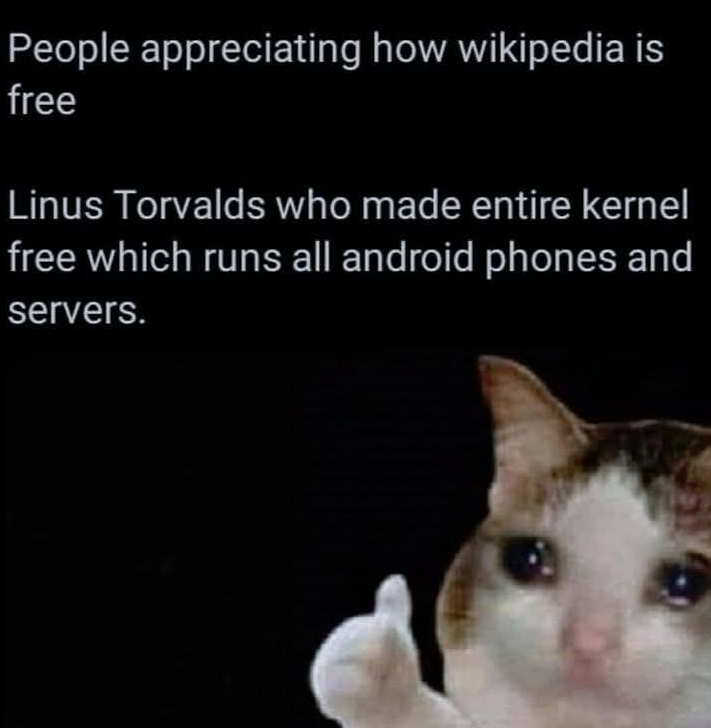 People appreciating how wikipedia is
free
Linus Torvalds who made entire kernel
free which runs all android phones and
servers.